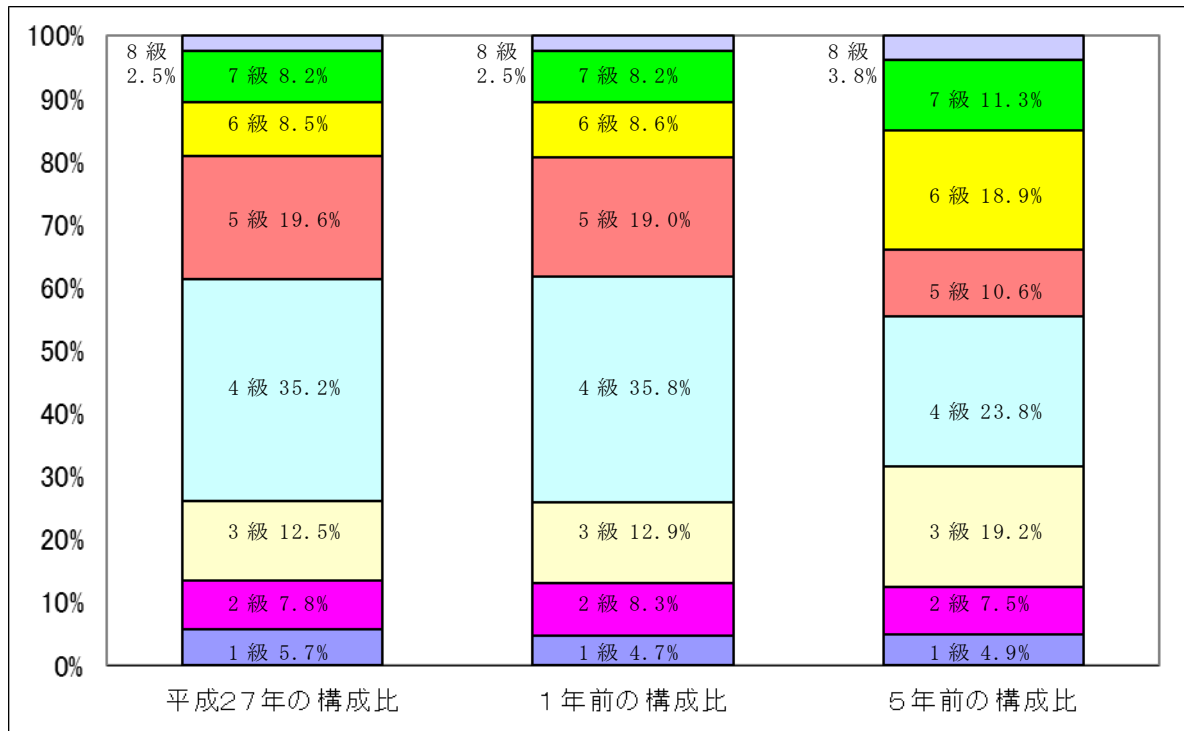 100%
90%
80%
70%
60%
50%
40%
30%
20%
10%
0%
8 級
2.5%
7 級 8.2%
6 級 8.5%
5 級 19.6%
4 級 35.2%
3 級 12.5%
2 級 7.8%
1 級 5.7%
平成27年の構成比
8 級
2.5%
7 級 8.2%
6 級 8.6%
5 級 19.0%
4 級 35.8%
3 級 12.9%
2 級 8.3%
1 級 4.7%
1年前の構成比
8 級
3.8%
7 級 11.3%
6 級 18.9%
5 級 10.6%
4 級 23.8%
3 級 19.2%
2 級 7.5%
1 級 4.9%
5年前の構成比